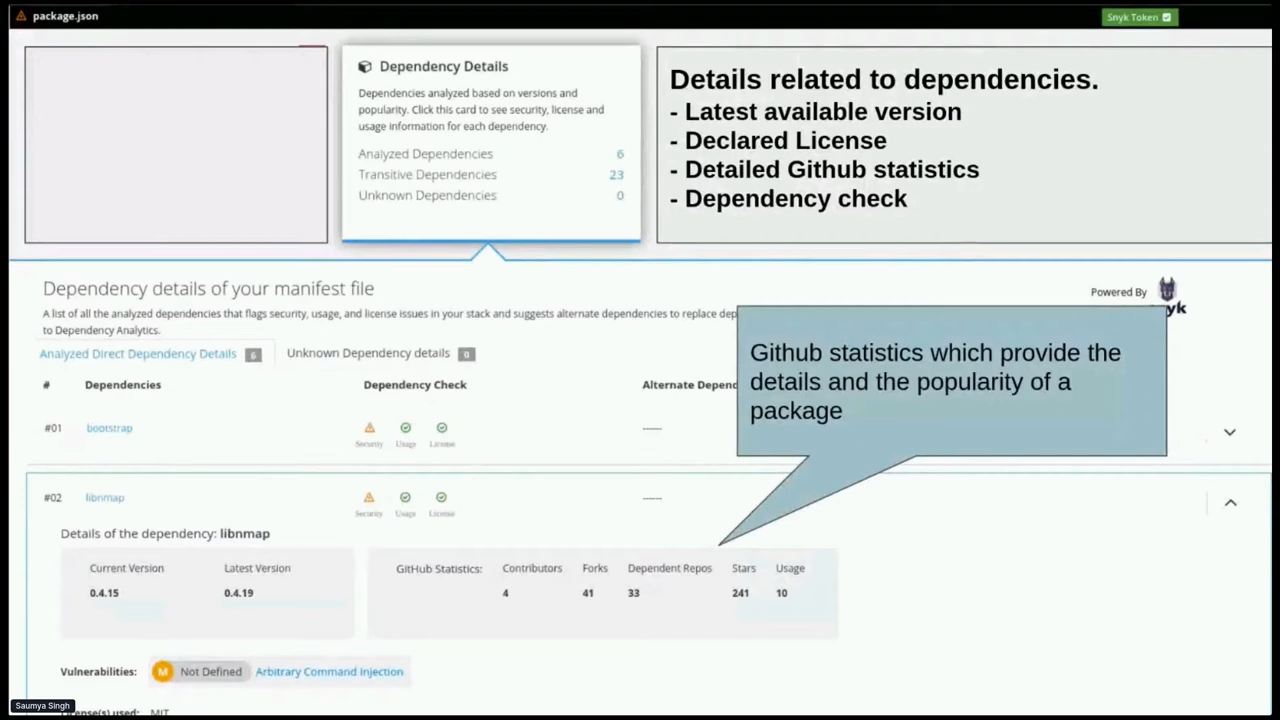 package.json
Snyk Token
Dependency Details
Dependencies analyzed based on versions and
popularity. Click this card to see security, license and
usage information for each dependency.
Analyzed Dependencies 6
Transitive Dependencies 23
Unknown Dependencies 0
Details related to dependencies.
- Latest available version
- Declared License
- Detailed Github statistics
- Dependency check
Dependency details of your manifest file
Powered By
yk
A list of all the analyzed dependencies that flags security, usage, and license issues in your stack and suggests alternate dependencies to replace dep
to Dependency Analytics.
Analyzed Direct Dependency Details 6 Unknown Dependency details 0
Github statistics which provide the
details and the popularity of a
package
# Dependencies Dependency Check Alternate Depend
#01 bootstrap ------
Security Usage License
#02 libnmap ------
Security Usage License
Details of the dependency: libnmap
Current Version Latest Version GitHub Statistics: Contributors Forks Dependent Repos Stars Usage
0.4.15 0.4.19 4 41 33 241 10
Vulnerabilities: M Not Defined Arbitrary Command Injection
Saumya Singh
License(s) used: MIT